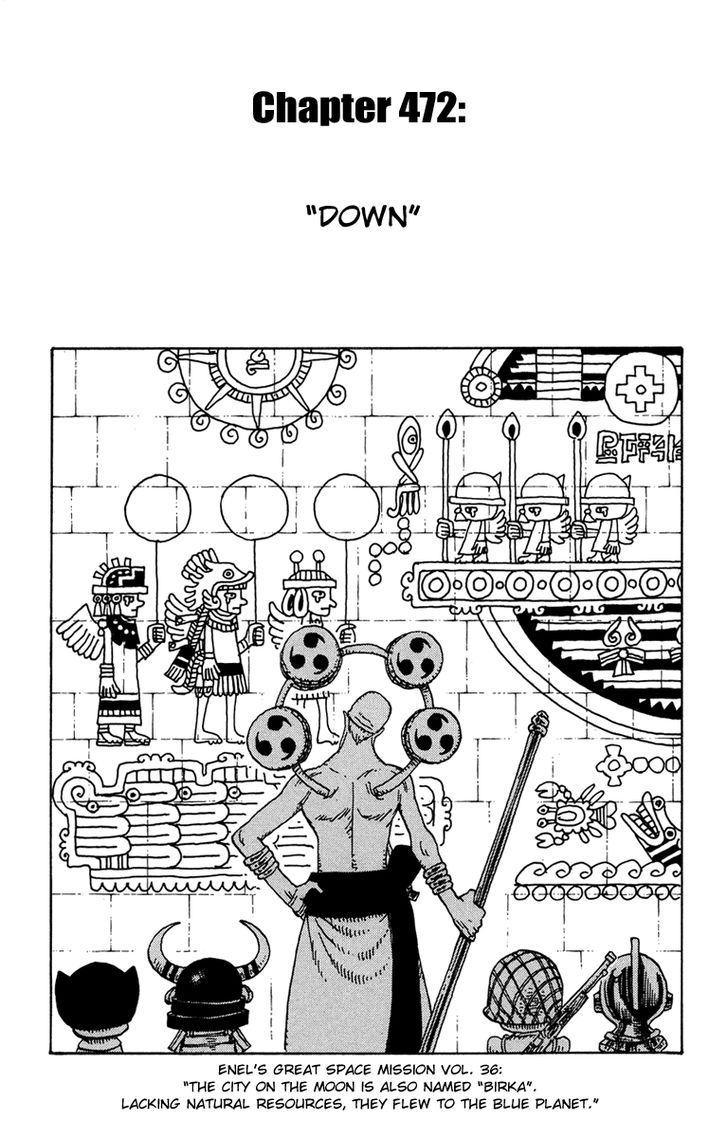 Chapter 472:
"DOWN"
ENEL'S GREAT SPACE MISSION VOL. 36:
"THE CITY ON THE MOON IS ALSO NAMED "BIRKA".
LACKING NATURAL RESOURCES, THEY FLEW TO THE BLUE PLANET."